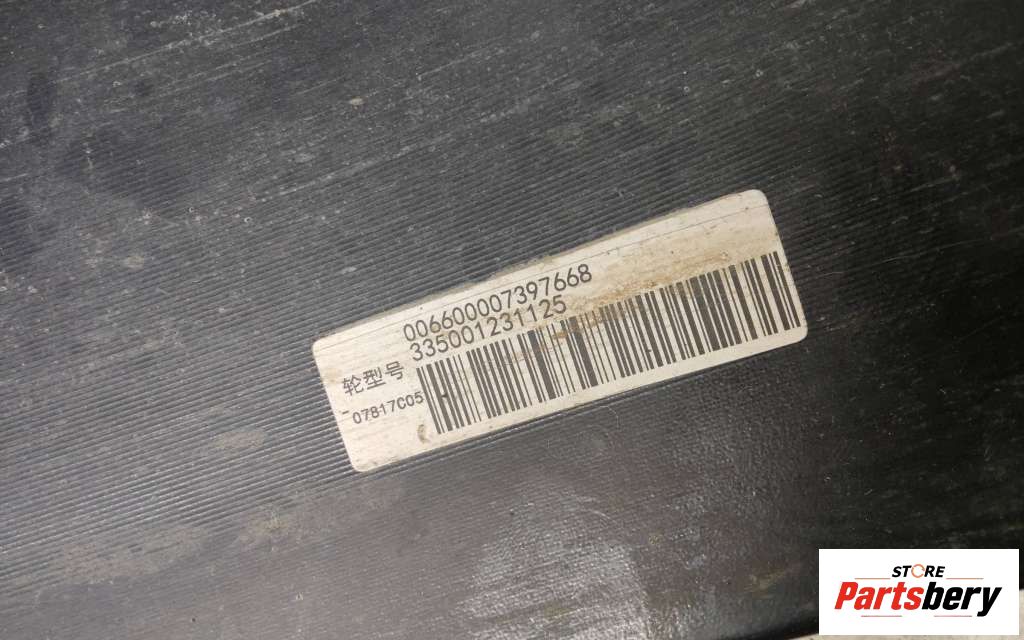 006600007397668
335001231125
轮型号
-07817C05
STORE
Partsbery